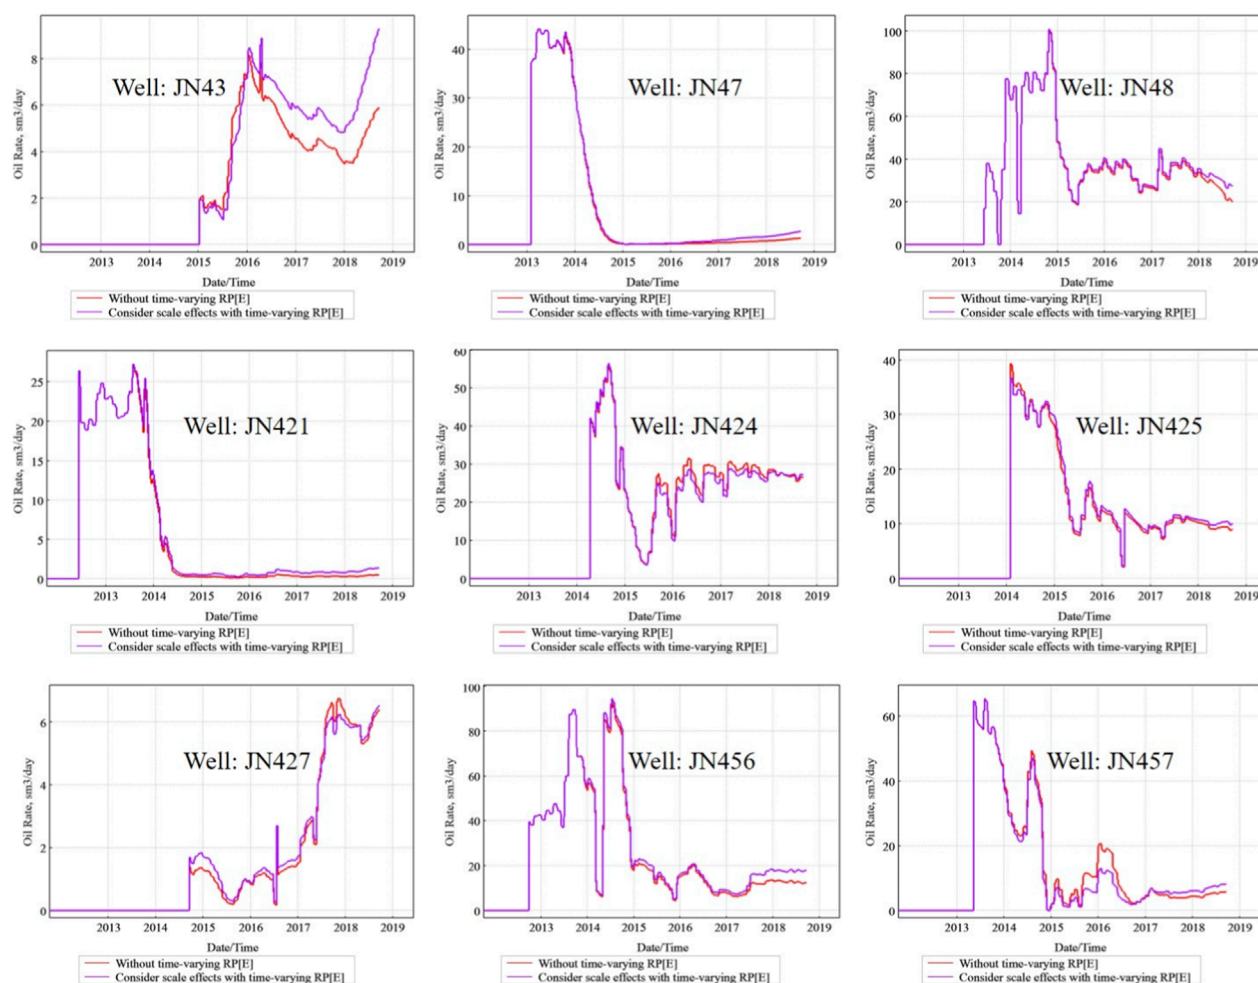 8
6
4
2
0
Oil Rate, sm3/day
Well: JN43
2013 2014 2015 2016 2017 2018 2019
Date/Time
Without time-varying RP[E]
Consider scale effects with time-varying RP[E]
40
30
20
10
0
Oil Rate, sm3/day
Well: JN47
2013 2014 2015 2016 2017 2018 2019
Date/Time
Without time-varying RP[E]
Consider scale effects with time-varying RP[E]
100
80
60
40
20
0
Oil Rate, sm3/day
Well: JN48
2013 2014 2015 2016 2017 2018 2019
Date/Time
Without time-varying RP[E]
Consider scale effects with time-varying RP[E]
25
20
15
10
5
0
Oil Rate, sm3/day
Well: JN421
2013 2014 2015 2016 2017 2018 2019
Date/Time
Without time-varying RP[E]
Consider scale effects with time-varying RP[E]
60
50
40
30
20
10
0
Oil Rate, sm3/day
Well: JN424
2013 2014 2015 2016 2017 2018 2019
Date/Time
Without time-varying RP[E]
Consider scale effects with time-varying RP[E]
40
30
20
10
0
Oil Rate, sm3/day
Well: JN425
2013 2014 2015 2016 2017 2018 2019
Date/Time
Without time-varying RP[E]
Consider scale effects with time-varying RP[E]
6
4
2
0
Oil Rate, sm3/day
Well: JN427
2013 2014 2015 2016 2017 2018 2019
Date/Time
Without time-varying RP[E]
Consider scale effects with time-varying RP[E]
100
80
60
40
20
0
Oil Rate, sm3/day
Well: JN456
2013 2014 2015 2016 2017 2018 2019
Date/Time
Without time-varying RP[E]
Consider scale effects with time-varying RP[E]
60
40
20
0
Oil Rate, sm3/day
Well: JN457
2013 2014 2015 2016 2017 2018 2019
Date/Time
Without time-varying RP[E]
Consider scale effects with time-varying RP[E]